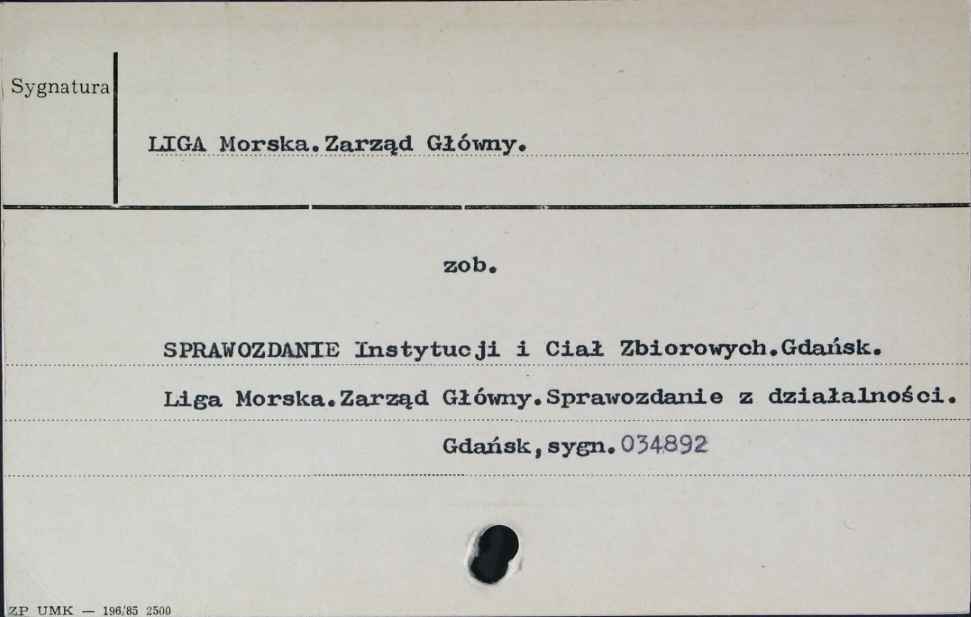 Sygnatura
LIGA Morska.Zarząd Główny.
zob.
SPRAWOZDANIE Instytucji i Ciał Zbiorowych.Gdańsk.
Liga Morska.Zarząd Główny.Sprawozdanie z działalności.
Gdańsk,sygn.034892
ZP UMK — 196/85 2500